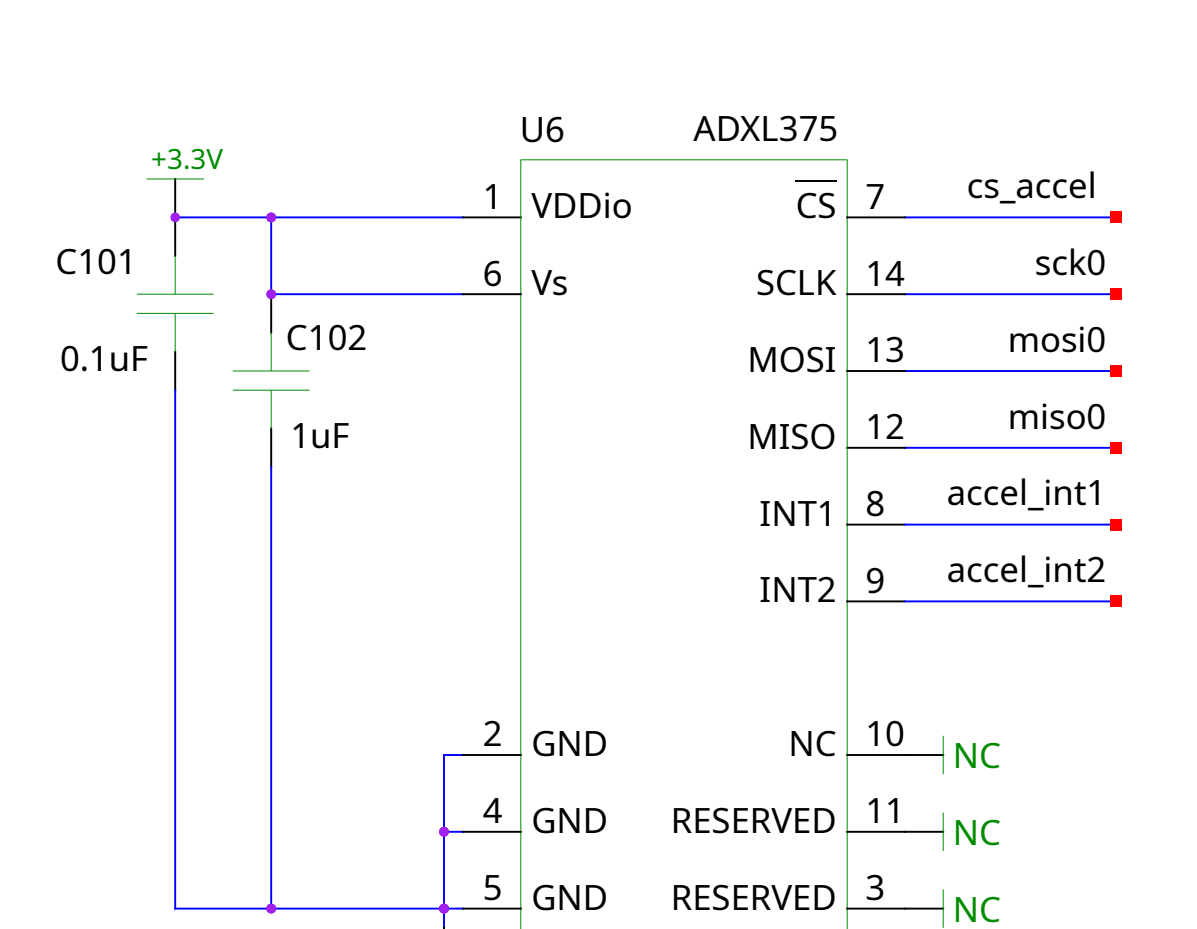 U6 ADXL375
+3.3V
1 VDDio CS 7 cs_accel
C101
6 Vs SCLK 14 sck0
C102
0.1uF MOSI 13 mosi0
1uF MISO 12 miso0
INT1 8 accel_int1
INT2 9 accel_int2
2 GND NC 10 NC
4 GND RESERVED 11 NC
5 GND RESERVED 3 NC